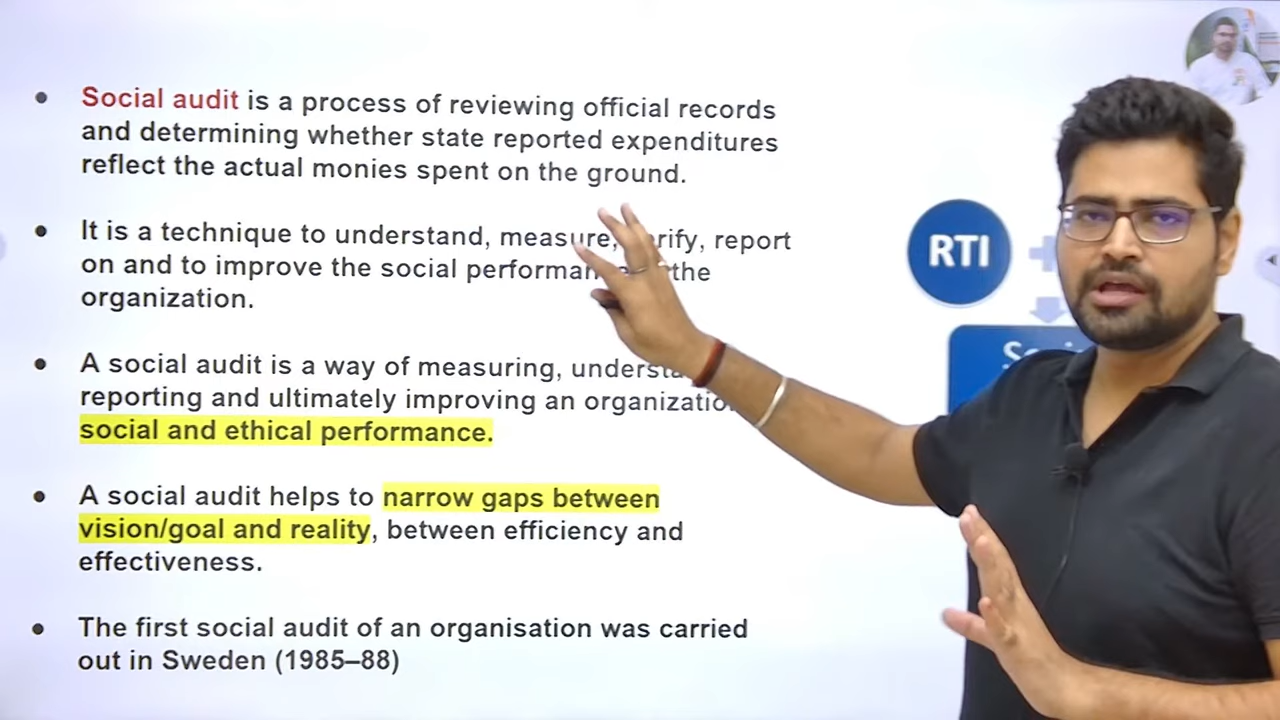 Social audit is a process of reviewing official records
and determining whether state reported expenditures
reflect the actual monies spent on the ground.
It is a technique to understand, measure, report
on and to improve the social the
organization.
A social audit is a way of measuring,
reporting and ultimately improving an
social and ethical performance.
A social audit helps to narrow gaps between
vision/goal and reality, between efficiency and
effectiveness.
The first social audit of an organisation was carried
out in Sweden (1985–88)
RTI